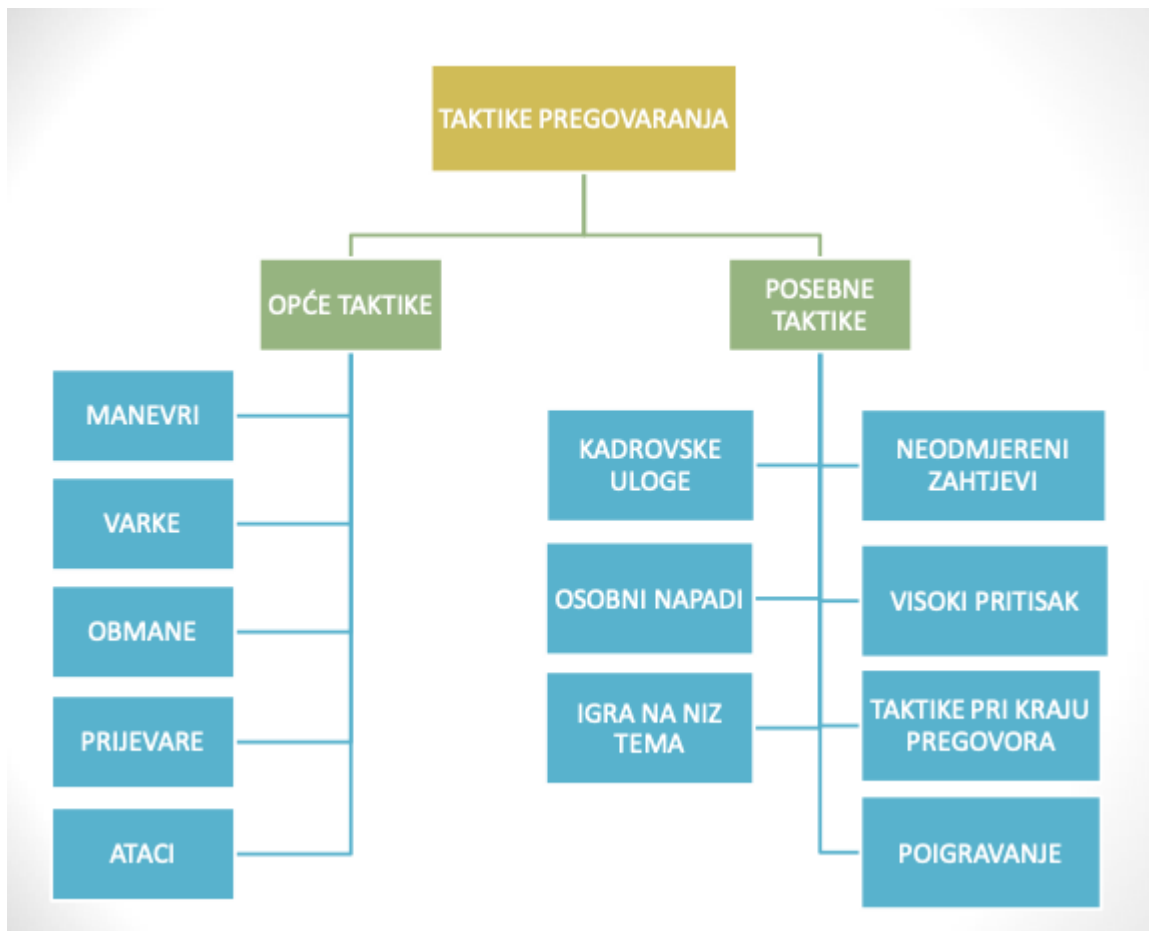 TAKTIKE PREGOVARANJA
OPĆE TAKTIKE
MANEVRI
VARKE
OBMANE
PRIJEVARE
ATACI
POSEBNE
TAKTIKE
KADROVSKE
ULOGE
NEODMJERENI
ZAHTJEVI
OSOBNI NAPADI
VISOKI PRITISAK
IGRA NA NIZ
TEMA
TAKTIKE PRI KRAJU
PREGOVORA
POIGRAVANJE